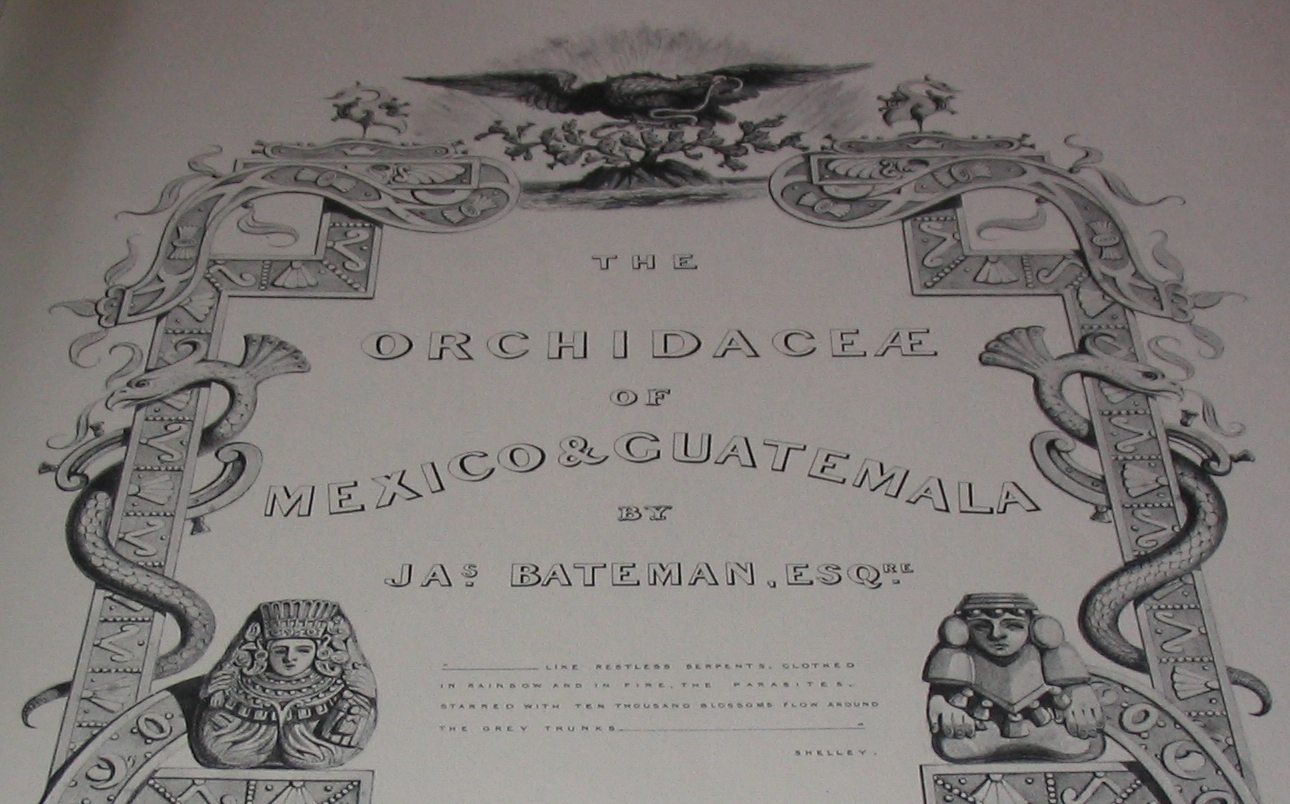 THE
ORCHIDACEÆ
OF
MEXICO & GUATEMALA
BY
JAS. BATEMAN, ESQRE.
"———— LIKE RESTLESS SERPENTS, CLOTHED
IN RAINBOW AND IN FIRE, THE PARASITES,
STARRED WITH TEN THOUSAND BLOSSOMS FLOW AROUND
THE GREY TRUNKS ————"
SHELLEY.